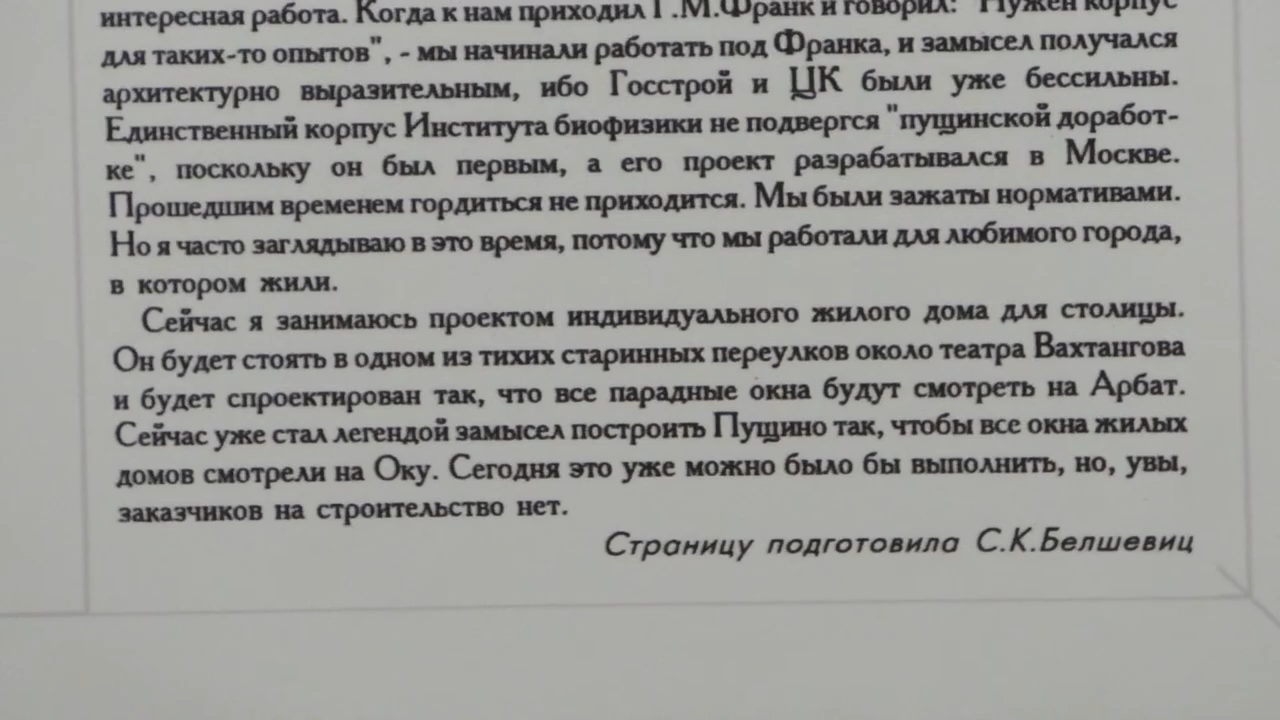 интересная работа. Когда к нам приходил Г.М.Франк и говорил: "Нужен корпус
для таких-то опытов", - мы начинали работать под Франка, и замысел получался
архитектурно выразительным, ибо Госстрой и ЦК были уже бессильны.
Единственный корпус Института биофизики не подвергся "пущинской доработ-
ке", поскольку он был первым, а его проект разрабатывался в Москве.
Прошедшим временем гордиться не приходится. Мы были зажаты нормативами.
Но я часто заглядываю в это время, потому что мы работали для любимого города,
в котором жили.
Сейчас я занимаюсь проектом индивидуального жилого дома для столицы.
Он будет стоять в одном из тихих старинных переулков около театра Вахтангова
и будет спроектирован так, что все парадные окна будут смотреть на Арбат.
Сейчас уже стал легендой замысел построить Пущино так, чтобы все окна жилых
домов смотрели на Оку. Сегодня это уже можно было бы выполнить, но, увы,
заказчиков на строительство нет.
Страницу подготовила С.К.Белшевиц